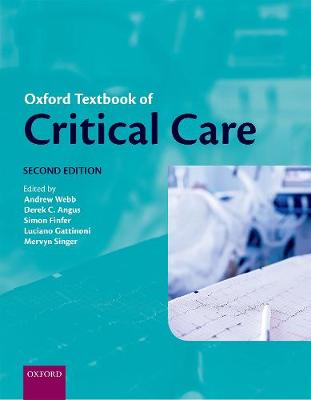 Oxford Textbook of
Critical Care
SECOND EDITION
Edited by
Andrew Webb
Derek C. Angus
Simon Finfer
Luciano Gattinoni
Mervyn Singer
OXFORD